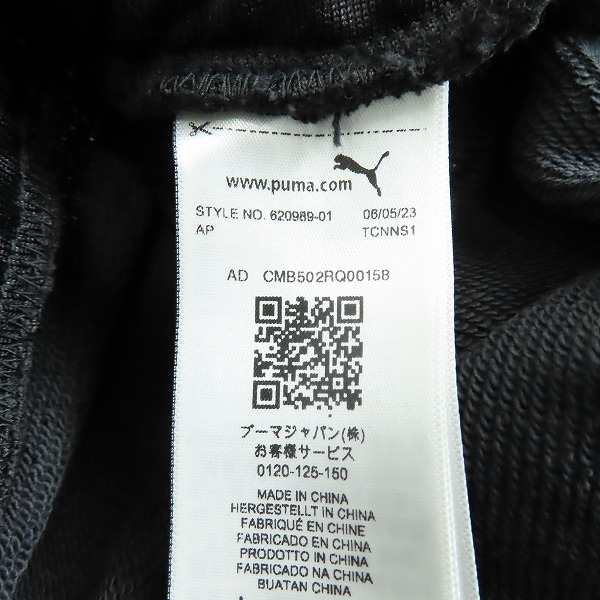 www.puma.com
STYLE NO. 620989-01 06/05/23
AP TCNNS1
AD CMB502RQ00158
プーマジャパン(株)
お客様サービス
0120-125-150
MADE IN CHINA
HERGESTELLT IN CHINA
FABRIQUÉ EN CHINE
FABRICADO EN CHINA
PRODOTTO IN CHINA
FABRICADO NA CHINA
BUATAN CHINA